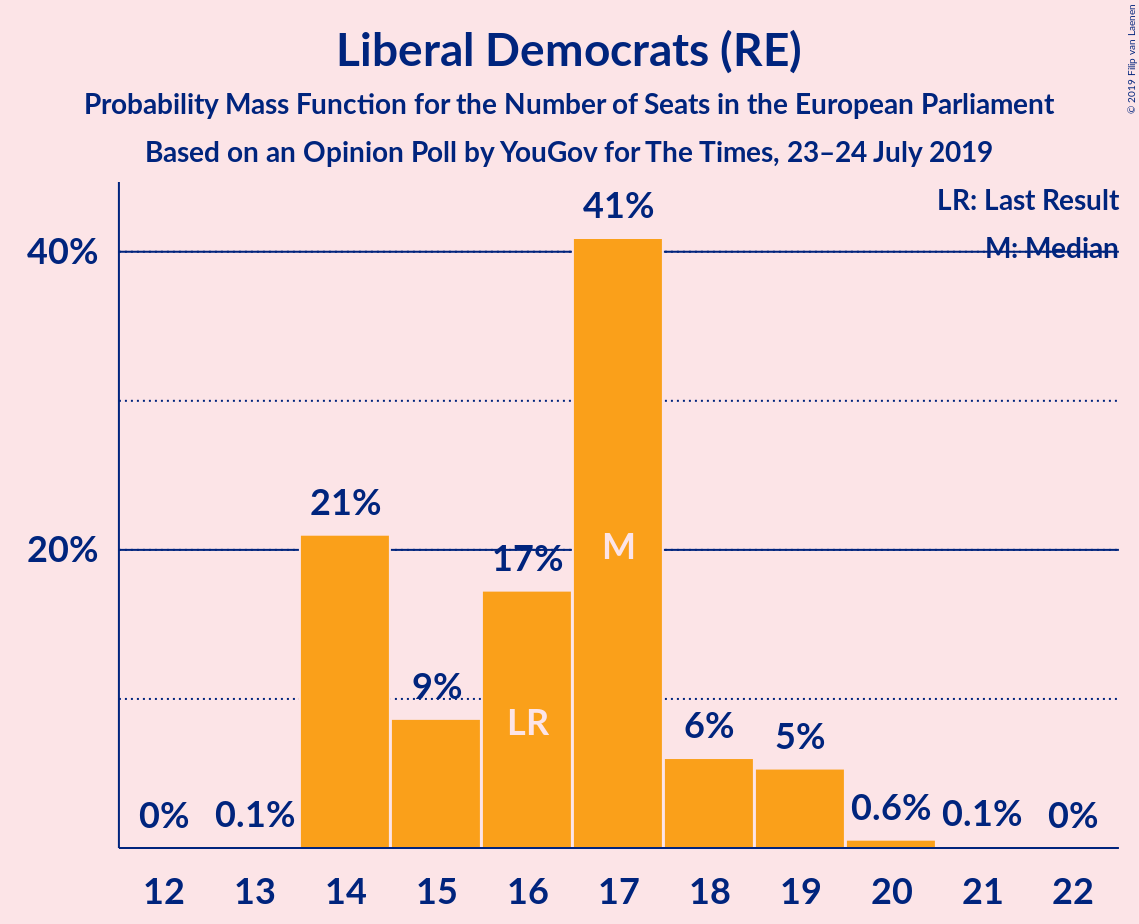 Liberal Democrats (RE)
Probability Mass Function for the Number of Seats in the European Parliament
Based on an Opinion Poll by YouGov for The Times, 23–24 July 2019
© 2019 Filip van Laenen
LR: Last Result
M: Median
40%
20%
0%
0.1%
21%
9%
17%
41%
6%
5%
0.6%
0.1%
0%
LR
M
12 13 14 15 16 17 18 19 20 21 22